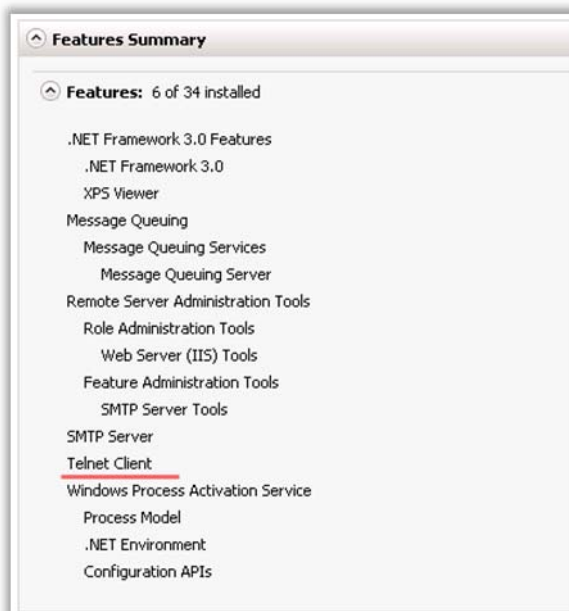 Features Summary
Features: 6 of 34 installed
.NET Framework 3.0 Features
.NET Framework 3.0
XPS Viewer
Message Queuing
Message Queuing Services
Message Queuing Server
Remote Server Administration Tools
Role Administration Tools
Web Server (IIS) Tools
Feature Administration Tools
SMTP Server Tools
SMTP Server
Telnet Client
Windows Process Activation Service
Process Model
.NET Environment
Configuration APIs